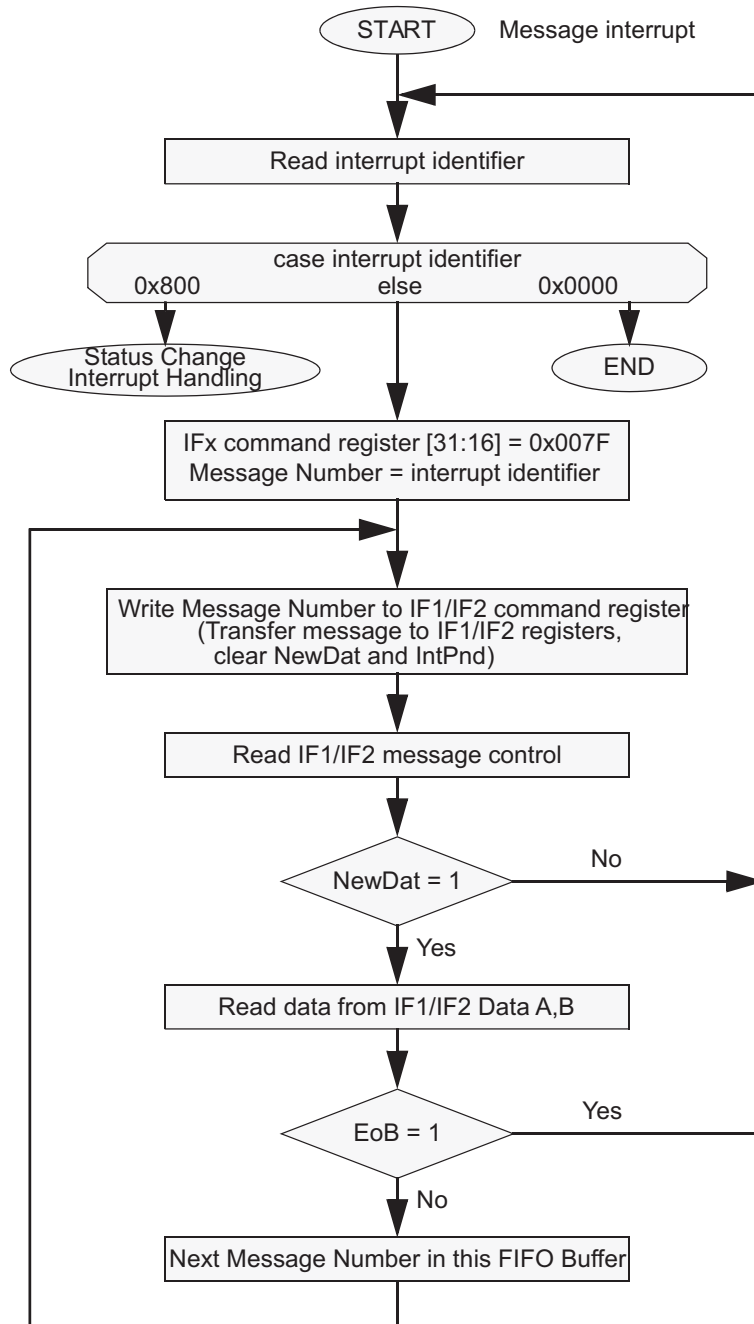 START
Message interrupt
Read interrupt identifier
case interrupt identifier
0x800
else
0x0000
Status Change
Interrupt Handling
END
IFx command register [31:16] = 0x007F
Message Number = interrupt identifier
Write Message Number to IF1/IF2 command register
(Transfer message to IF1/IF2 registers,
clear NewDat and IntPnd)
Read IF1/IF2 message control
NewDat = 1
No
Yes
Read data from IF1/IF2 Data A,B
EoB = 1
Yes
No
Next Message Number in this FIFO Buffer